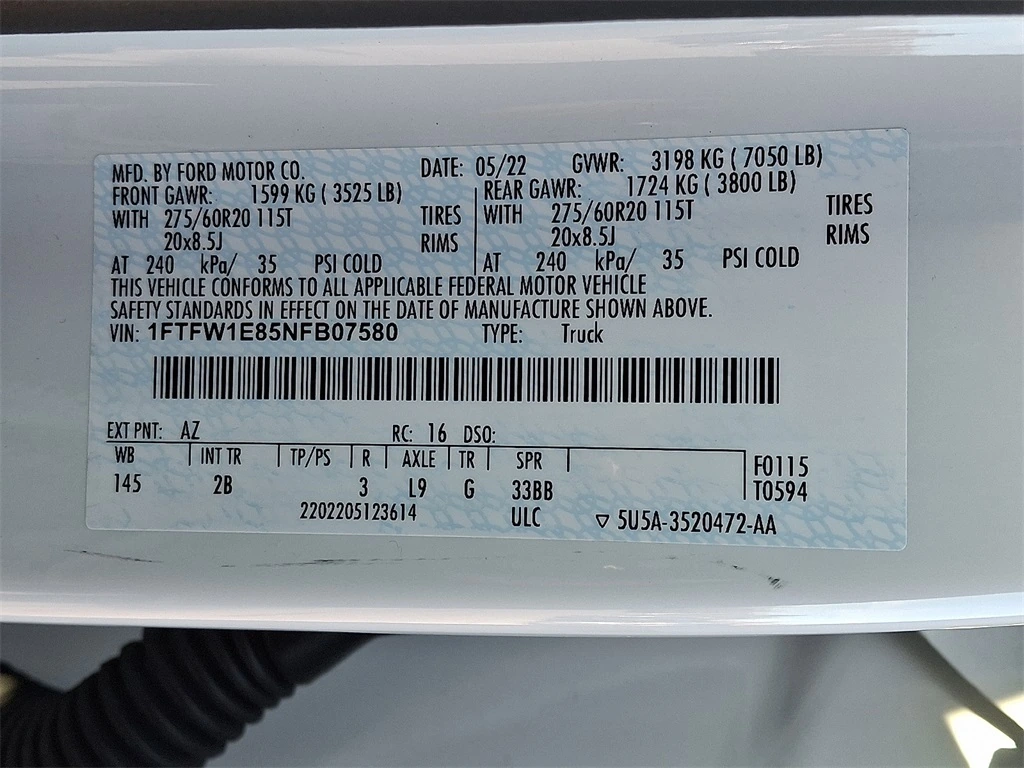 MFD. BY FORD MOTOR CO. DATE: 05/22 GVWR: 3198 KG ( 7050 LB)
FRONT GAWR: 1599 KG ( 3525 LB) REAR GAWR: 1724 KG ( 3800 LB)
WITH 275/60R20 115T TIRES WITH 275/60R20 115T TIRES
20x8.5J RIMS 20x8.5J RIMS
AT 240 kPa/ 35 PSI COLD AT 240 kPa/ 35 PSI COLD
THIS VEHICLE CONFORMS TO ALL APPLICABLE FEDERAL MOTOR VEHICLE
SAFETY STANDARDS IN EFFECT ON THE DATE OF MANUFACTURE SHOWN ABOVE.
VIN: 1FTFW1E85NFB07580 TYPE: Truck
EXT PNT: AZ RC: 16 DSO:
WB INT TR TP/PS R AXLE TR SPR F0115
145 2B 3 L9 G 33BB T0594
2202205123614 ULC ▽ 5U5A-3520472-AA